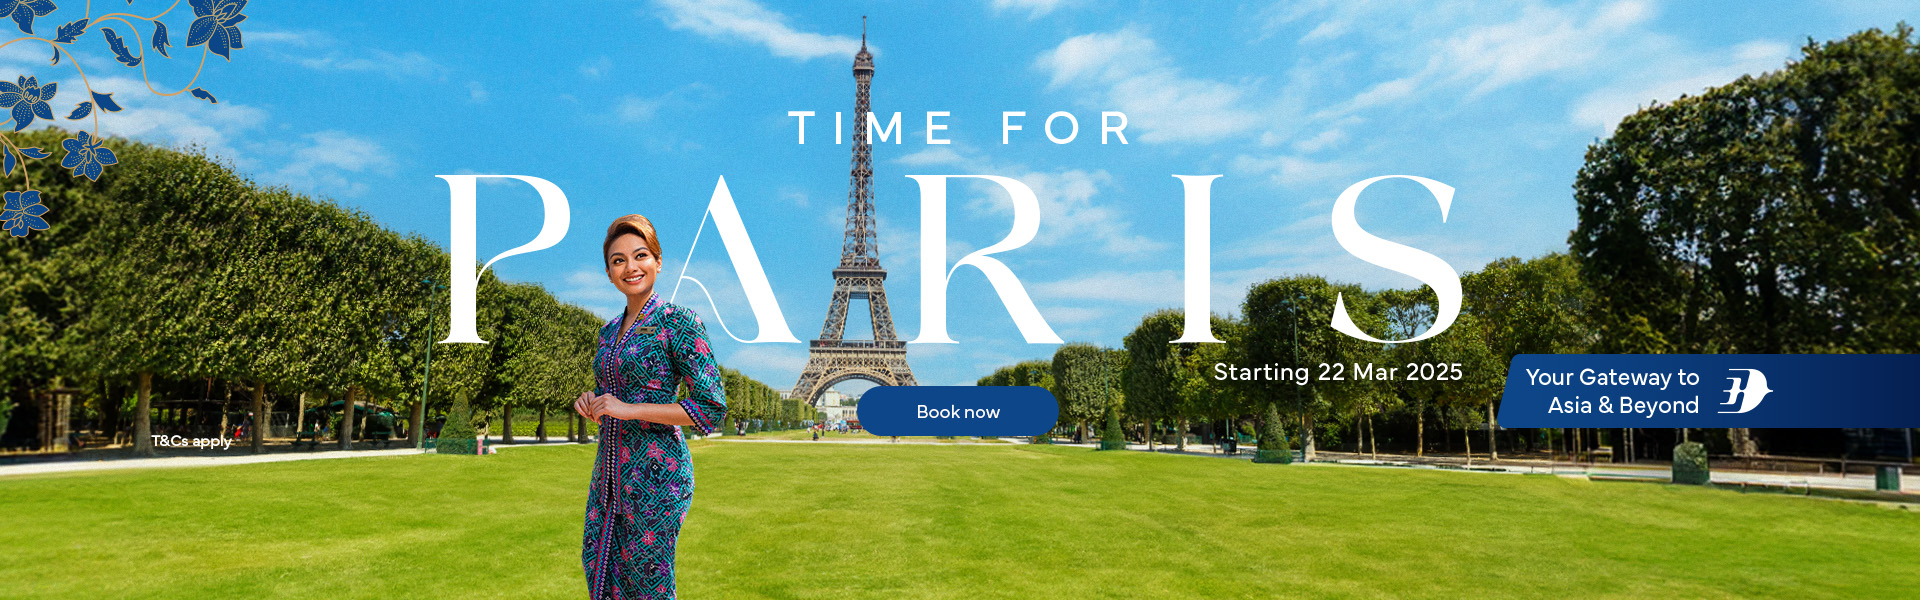 TIME FOR
PARIS
Starting 22 Mar 2025
Your Gateway to
Asia & Beyond
Book now
T&Cs apply